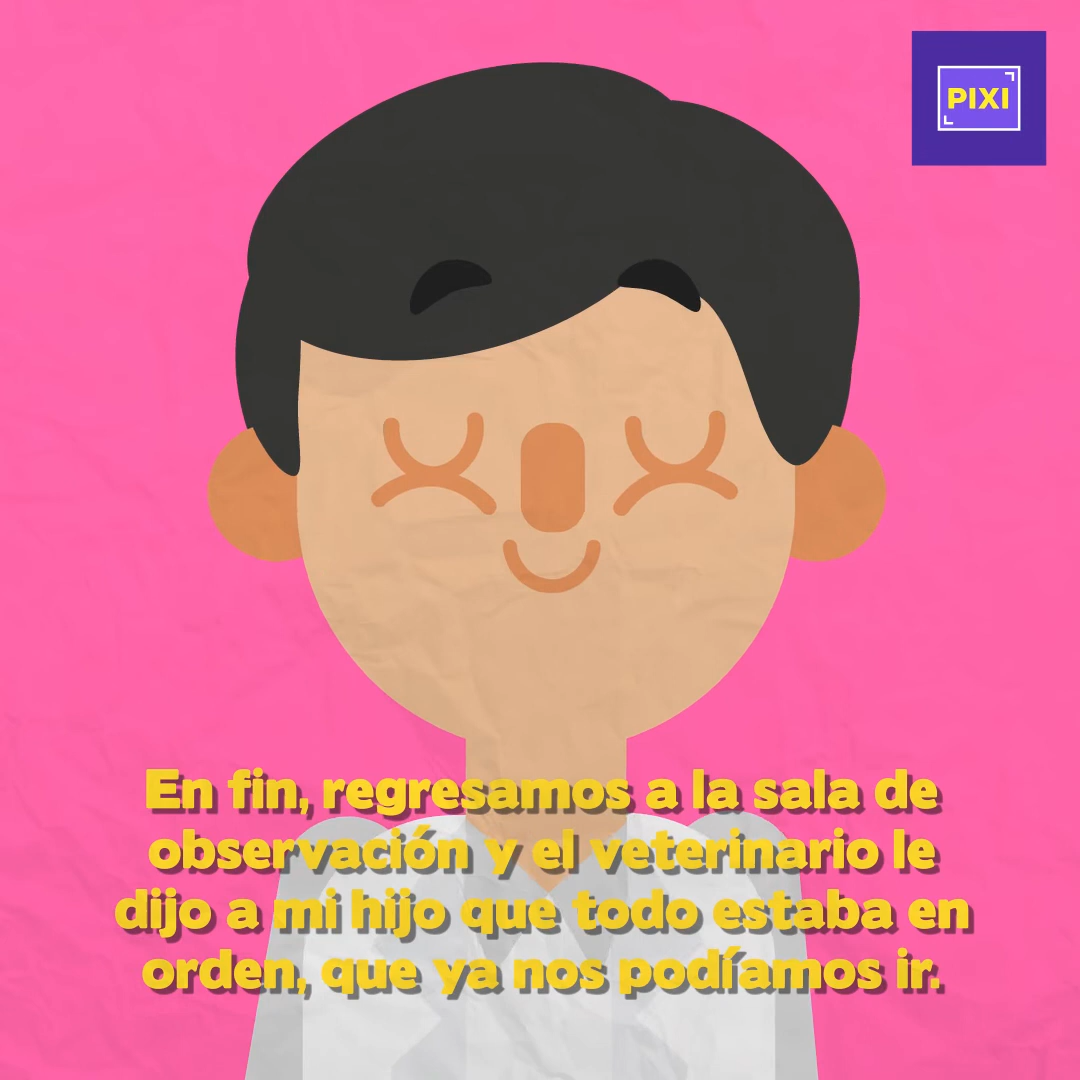 PIXI
En fin, regresamos a la sala de
observación y el veterinario le
dijo a mi hijo que todo estaba en
orden, que ya nos podíamos ir.